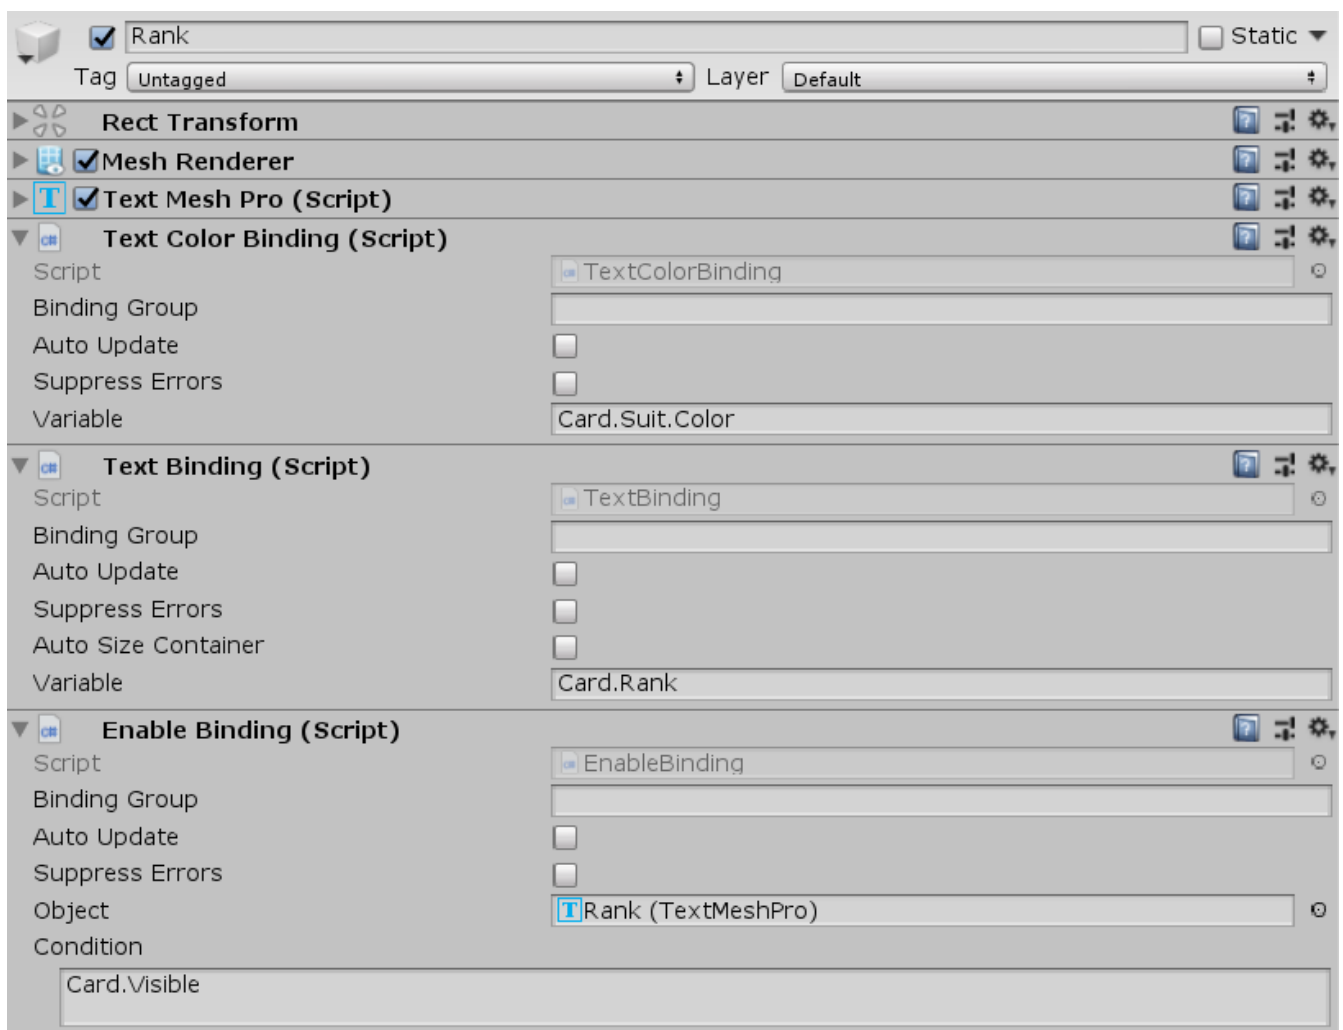 Rank Static
Tag Untagged Layer Default
Rect Transform
Mesh Renderer
T Text Mesh Pro (Script)
c# Text Color Binding (Script)
Script TextColorBinding
Binding Group
Auto Update
Suppress Errors
Variable Card.Suit.Color
c# Text Binding (Script)
Script TextBinding
Binding Group
Auto Update
Suppress Errors
Auto Size Container
Variable Card.Rank
c# Enable Binding (Script)
Script EnableBinding
Binding Group
Auto Update
Suppress Errors
Object T Rank (TextMeshPro)
Condition
Card.Visible